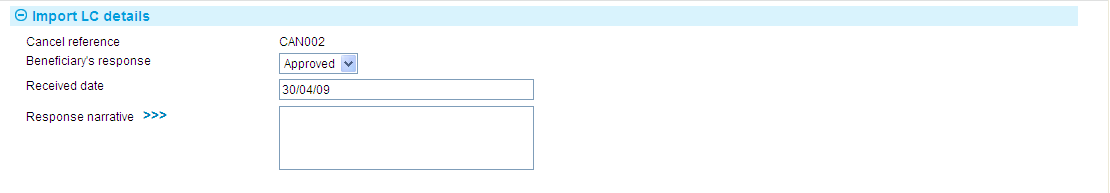 Import LC details
Cancel reference CAN002
Beneficiary's response Approved
Received date 30/04/09
Response narrative >>>